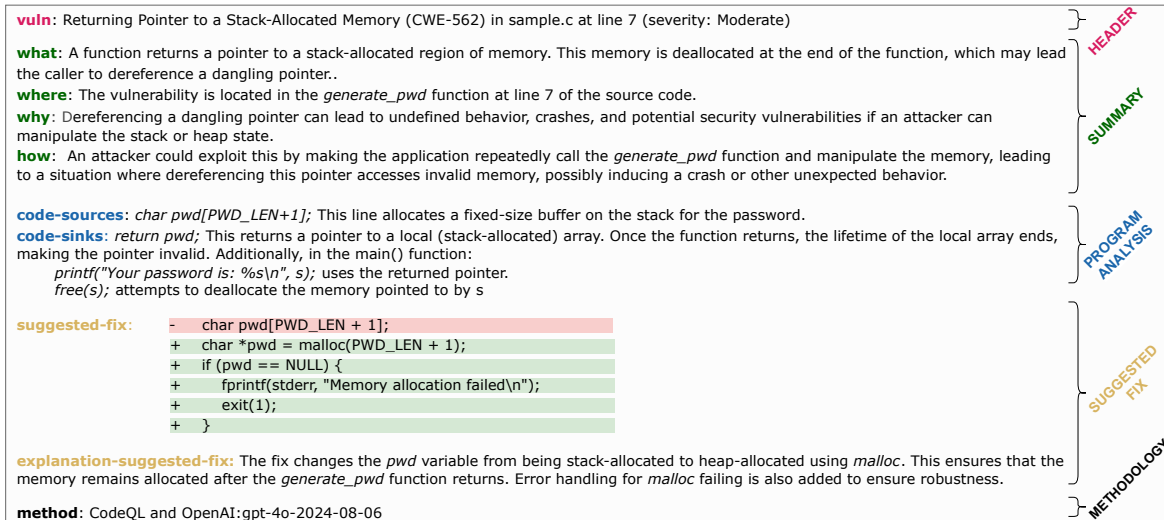 vuln: Returning Pointer to a Stack-Allocated Memory (CWE-562) in sample.c at line 7 (severity: Moderate)
HEADER
what: A function returns a pointer to a stack-allocated region of memory. This memory is deallocated at the end of the function, which may lead
the caller to dereference a dangling pointer..
where: The vulnerability is located in the generate_pwd function at line 7 of the source code.
why: Dereferencing a dangling pointer can lead to undefined behavior, crashes, and potential security vulnerabilities if an attacker can
manipulate the stack or heap state.
how: An attacker could exploit this by making the application repeatedly call the generate_pwd function and manipulate the memory, leading
to a situation where dereferencing this pointer accesses invalid memory, possibly inducing a crash or other unexpected behavior.
SUMMARY
code-sources: char pwd[PWD_LEN+1]; This line allocates a fixed-size buffer on the stack for the password.
code-sinks: return pwd; This returns a pointer to a local (stack-allocated) array. Once the function returns, the lifetime of the local array ends,
making the pointer invalid. Additionally, in the main() function:
printf("Your password is: %s\n", s); uses the returned pointer.
free(s); attempts to deallocate the memory pointed to by s
PROGRAM
ANALYSIS
suggested-fix:
- char pwd[PWD_LEN + 1];
+ char *pwd = malloc(PWD_LEN + 1);
+ if (pwd == NULL) {
+ fprintf(stderr, "Memory allocation failed\n");
+ exit(1);
+ }
explanation-suggested-fix: The fix changes the pwd variable from being stack-allocated to heap-allocated using malloc. This ensures that the
memory remains allocated after the generate_pwd function returns. Error handling for malloc failing is also added to ensure robustness.
SUGGESTED
FIX
method: CodeQL and OpenAI:gpt-4o-2024-08-06
METHODOLOGY